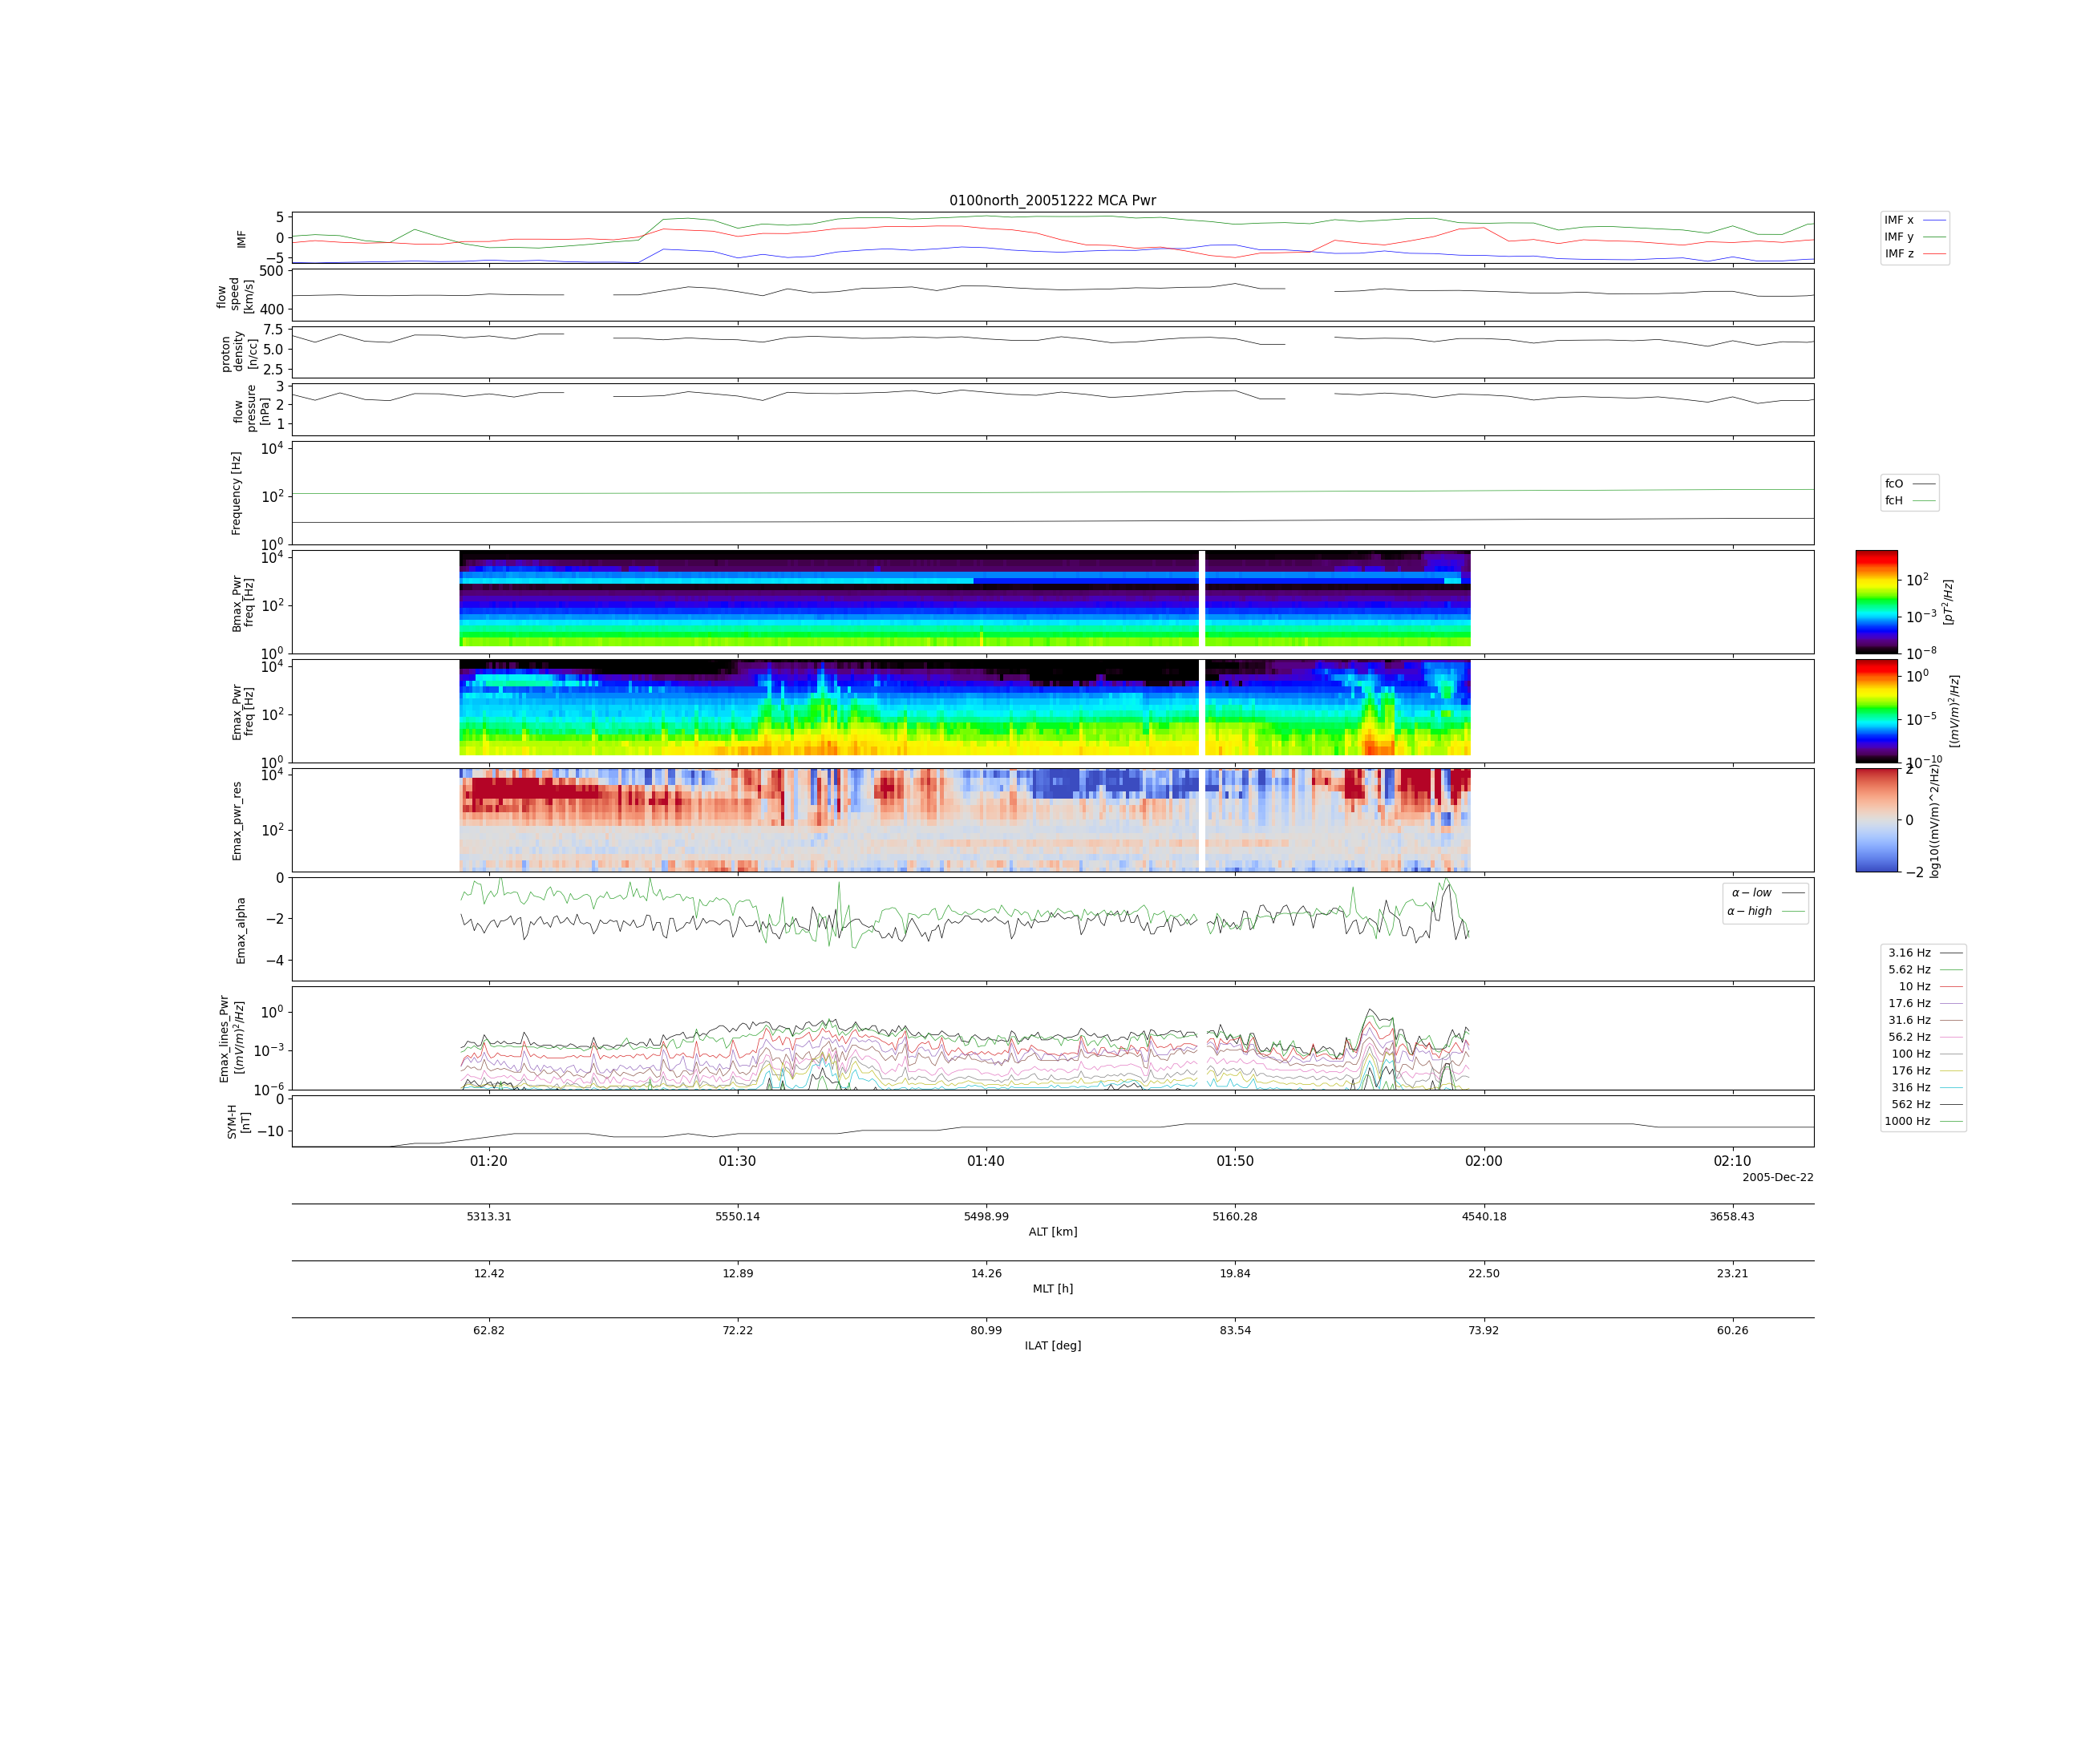 0100north_20051222 MCA Pwr
5
0
−5
IMF
IMF x
IMF y
IMF z
500
400
flow
speed
[km/s]
7.5
5.0
2.5
proton
density
[n/cc]
3
2
1
flow
pressure
[nPa]
10^4
10^2
10^0
Frequency [Hz]
fcO
fcH
10^4
10^2
10^0
Bmax_Pwr
freq [Hz]
10^2
10^−3
10^−8
[pT^2/Hz]
10^4
10^2
10^0
Emax_Pwr
freq [Hz]
10^0
10^−5
10^−10
[(mV/m)^2/Hz]
10^4
10^2
Emax_pwr_res
2
0
−2
log10((mV/m)^2/Hz)
0
−2
−4
Emax_alpha
α − low
α − high
10^0
10^−3
10^−6
Emax_lines_Pwr
[(mV/m)^2/Hz]
3.16 Hz
5.62 Hz
10 Hz
17.6 Hz
31.6 Hz
56.2 Hz
100 Hz
176 Hz
316 Hz
562 Hz
1000 Hz
0
−10
SYM-H
[nT]
01:20 01:30 01:40 01:50 02:00 02:10
2005-Dec-22
5313.31 5550.14 5498.99 5160.28 4540.18 3658.43
ALT [km]
12.42 12.89 14.26 19.84 22.50 23.21
MLT [h]
62.82 72.22 80.99 83.54 73.92 60.26
ILAT [deg]